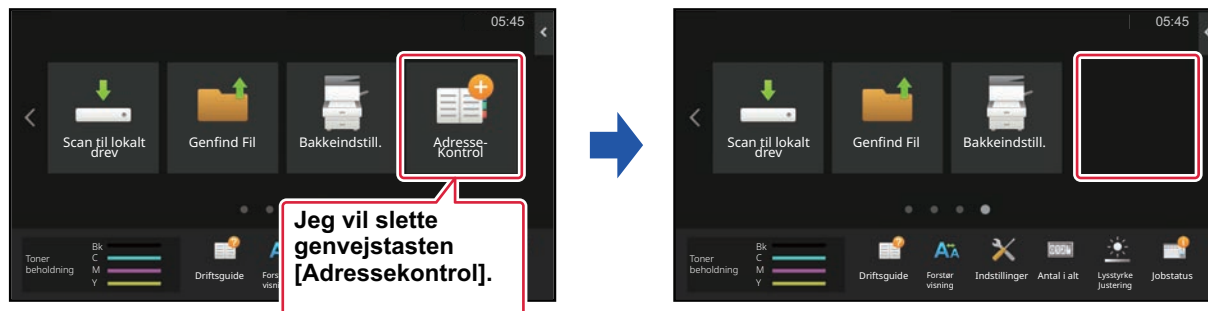 05:45
Scan til lokalt
drev
Genfind Fil
Bakkeindstill.
Adresse-
Kontrol
Toner
beholdning
Bk
C
M
Y
Driftsguide
Jeg vil slette
genvejstasten
[Adressekontrol].
05:45
Scan til lokalt
drev
Genfind Fil
Bakkeindstill.
Toner
beholdning
Bk
C
M
Y
Driftsguide
Forstør
visning
Indstillinger
Antal i alt
Lysstyrke
Justering
Jobstatus